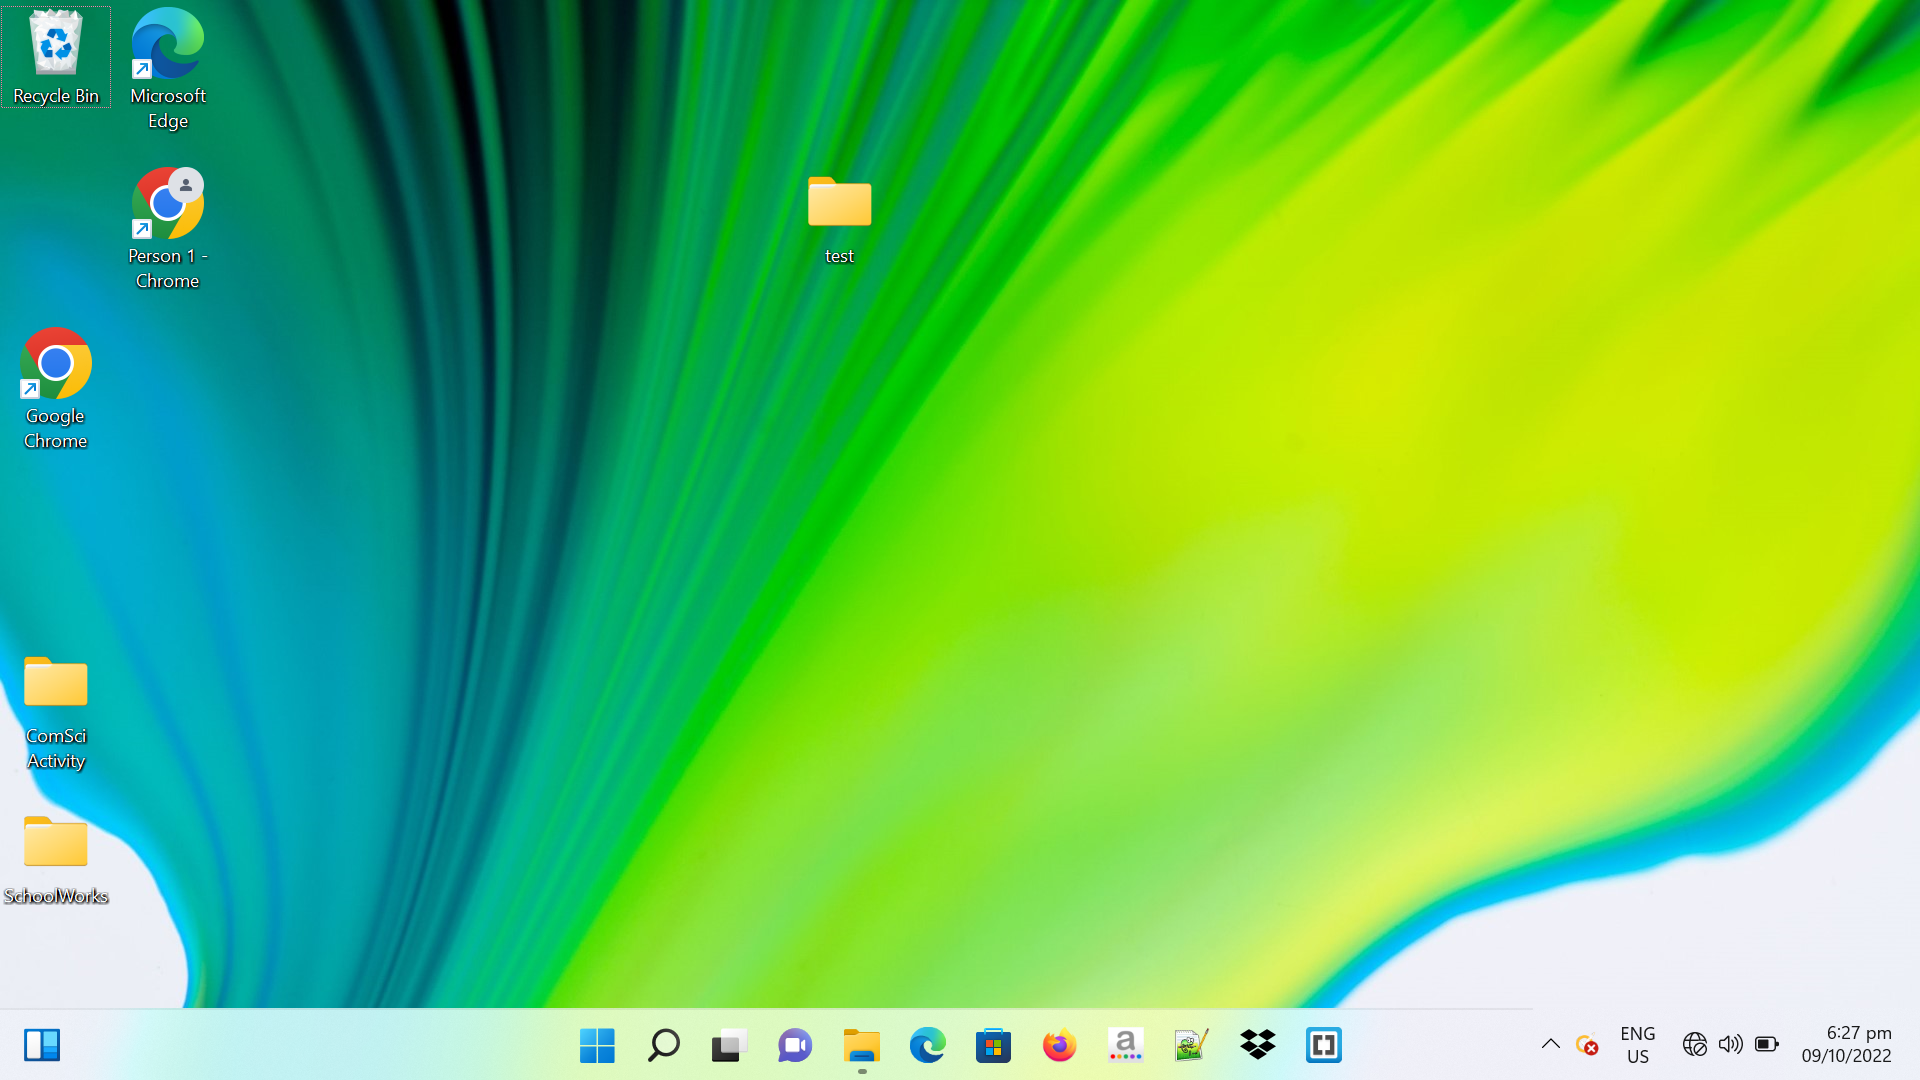 Recycle Bin
Microsoft
Edge
Person 1 -
Chrome
test
Google
Chrome
ComSci
Activity
SchoolWorks
a
ENG
US
6:27 pm
09/10/2022